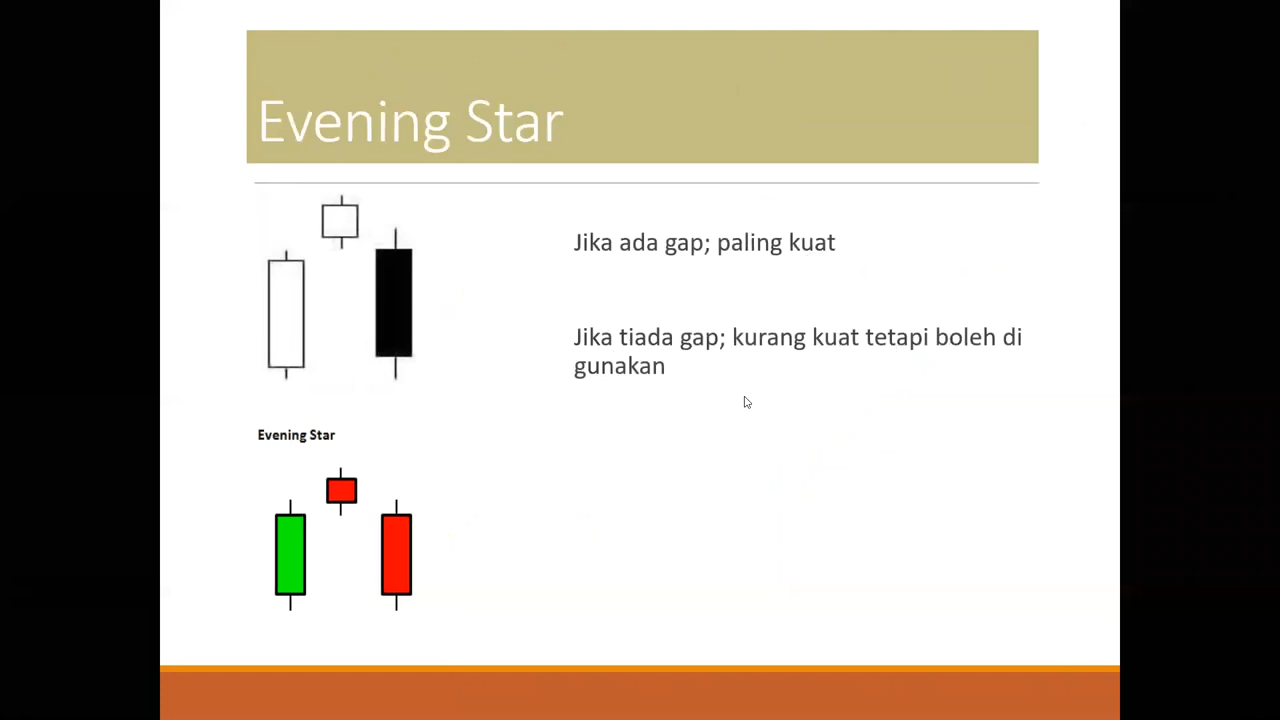 Evening Star
Jika ada gap; paling kuat
Jika tiada gap; kurang kuat tetapi boleh di
gunakan
Evening Star